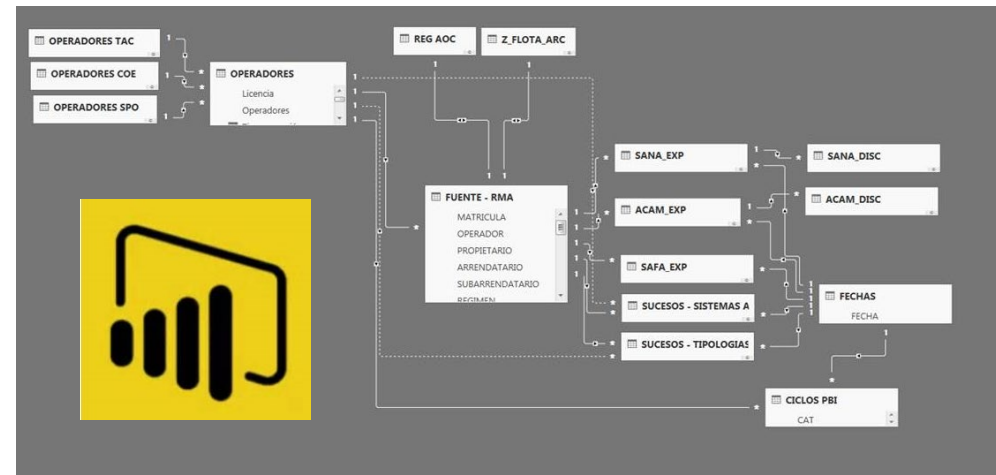 OPERADORES TAC
OPERADORES COE
OPERADORES SPO
OPERADORES
Licencia
Operadores
REG AOC
Z_FLOTA_ARC
FUENTE - RMA
MATRICULA
OPERADOR
PROPIETARIO
ARRENDATARIO
SUBARRENDATARIO
REGIMEN
SANA_EXP
ACAM_EXP
SAFA_EXP
SUCESOS - SISTEMAS A
SUCESOS - TIPOLOGIAS
SANA_DISC
ACAM_DISC
FECHAS
FECHA
CICLOS PBI
CAT